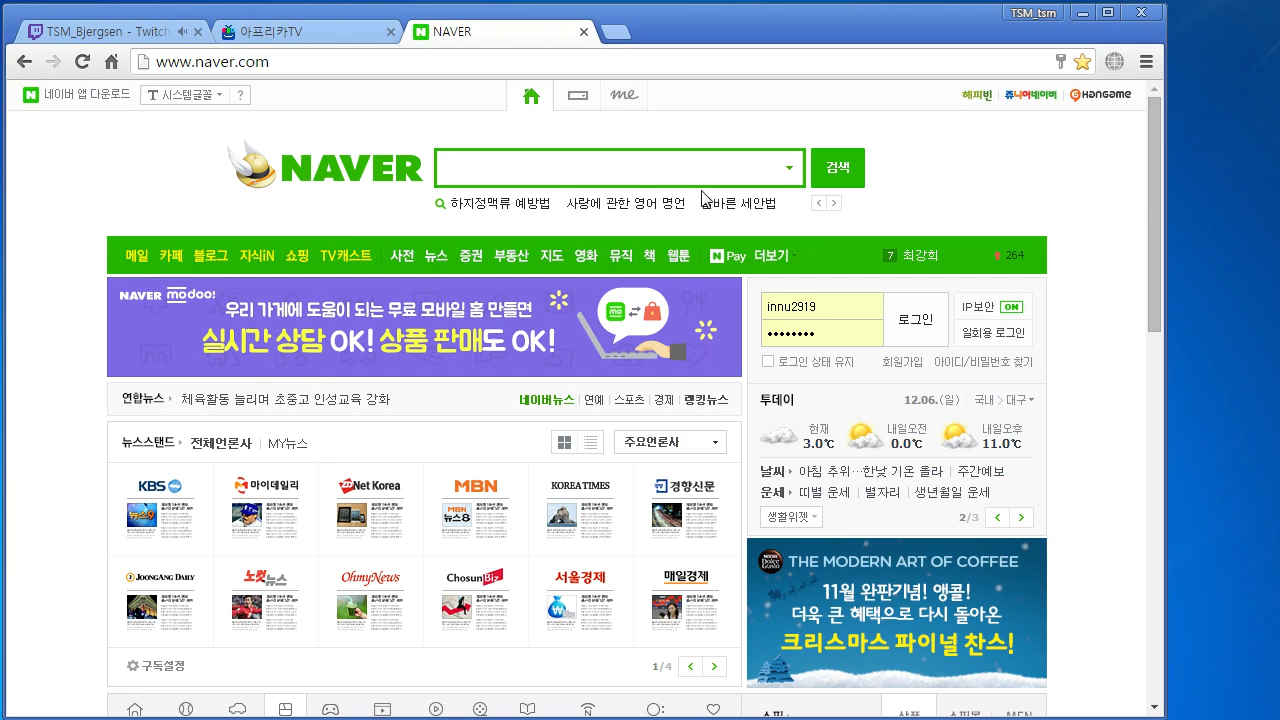 TSM_tsm
TSM_Bjergsen - Twitch
아프리카TV
NAVER
www.naver.com
네이버 앱 다운로드
T 시스템글꼴
?
me
해피빈
쥬니어네이버
HANGAME
NAVER
검색
하지정맥류 예방법
사랑에 관한 영어 명언
바른 세안법
메일 카페 블로그 지식iN 쇼핑 TV캐스트 사전 뉴스 증권 부동산 지도 영화 뮤직 책 웹툰 N Pay 더보기
7 최강희 264
NAVER modoo!
우리 가게에 도움이 되는 무료 모바일 홈 만들면
실시간 상담 OK! 상품 판매도 OK!
mo
innu2919
로그인
IP보안 ON
일회용 로그인
로그인 상태 유지
회원가입
아이디/비밀번호 찾기
연합뉴스
체육활동 늘리며 초중고 인성교육 강화
네이버뉴스 연예 스포츠 경제 랭킹뉴스
투데이
12.06.(일) 국내 > 대구
현재
3.0℃
내일오전
0.0℃
내일오후
11.0℃
뉴스스탠드
전체언론사
MY뉴스
주요언론사
날씨 아침 추위…한낮 기온 올라 주간예보
운세 띠별 운세 별자리 생년월일 운세
생활위젯
2/3
KBS
마이데일리
ZDNet Korea
MBN
KOREA TIMES
경향신문
JOONGANG DAILY
노컷뉴스
OhmyNews
ChosunBiz
서울경제
매일경제
구독설정
1/4
NESCAFÉ Dolce Gusto
THE MODERN ART OF COFFEE
11월 완판기념! 앵콜!
더욱 큰 혜택으로 다시 돌아온
크리스마스 파이널 찬스!